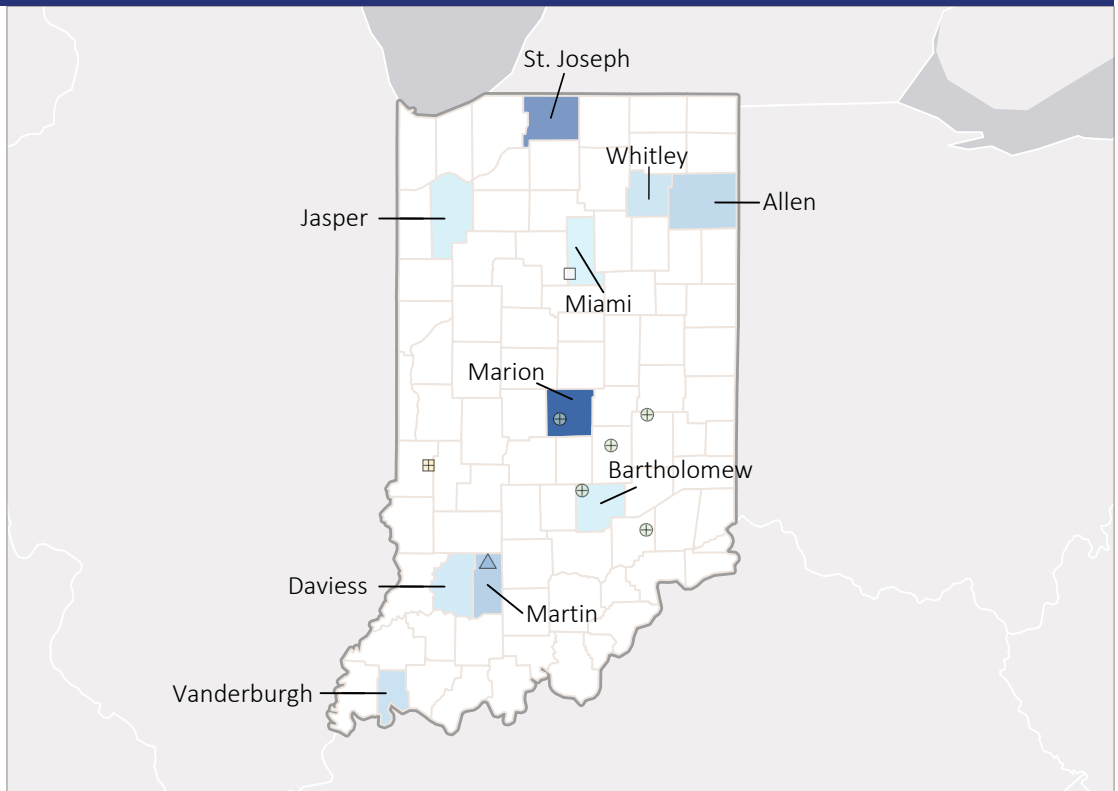 St. Joseph
Whitley
Allen
Jasper
Miami
Marion
Bartholomew
Daviess
Martin
Vanderburgh